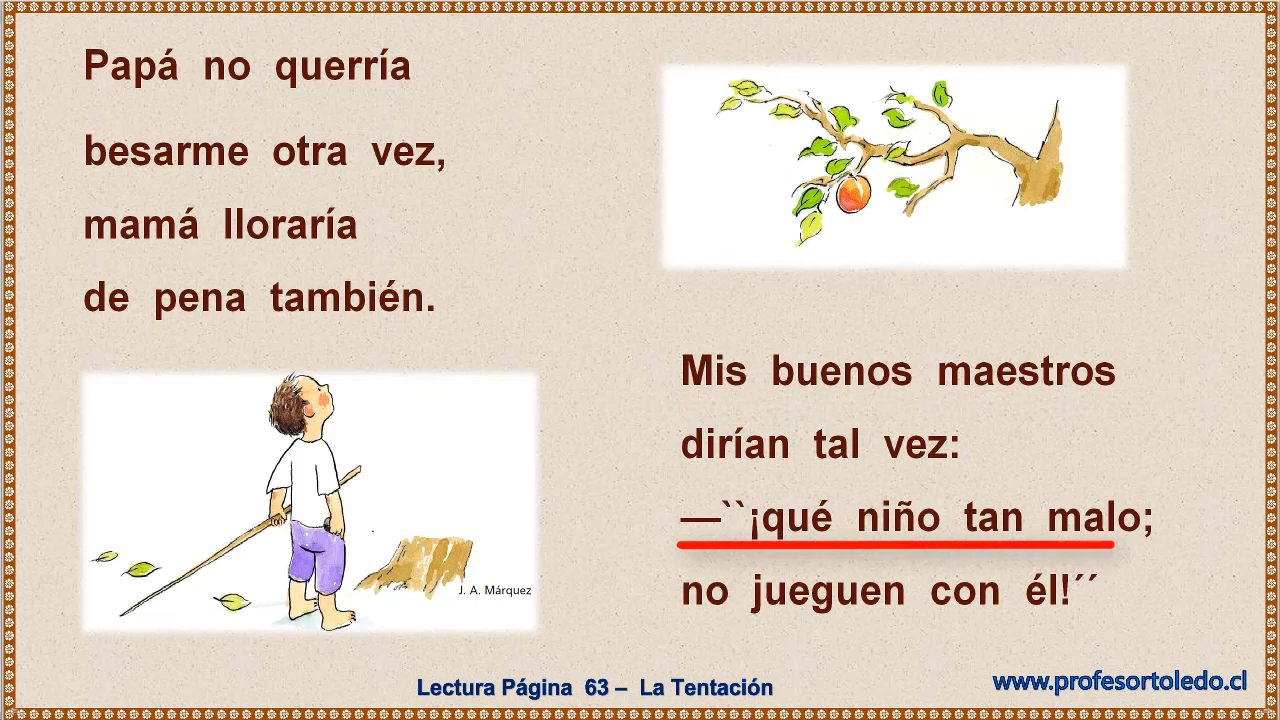 Papá no querría
besarme otra vez,
mamá lloraría
de pena también.
J. A. Márquez
Mis buenos maestros
dirían tal vez:
—``¡qué niño tan malo;
no jueguen con él!´´
Lectura Página 63 – La Tentación
www.profesortoledo.cl